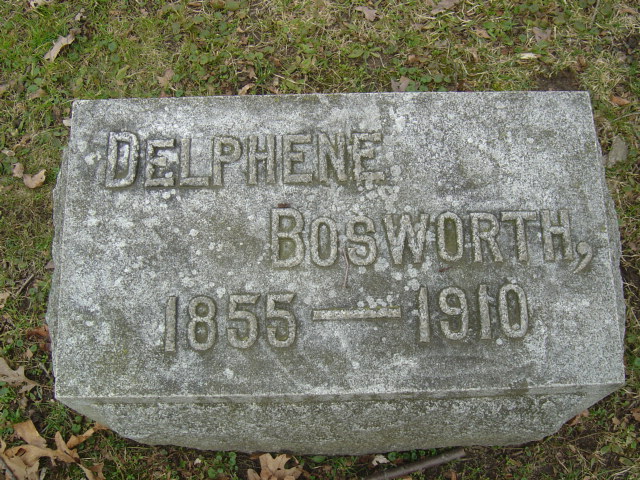 DELPHENE
BOSWORTH,
1855 — 1910